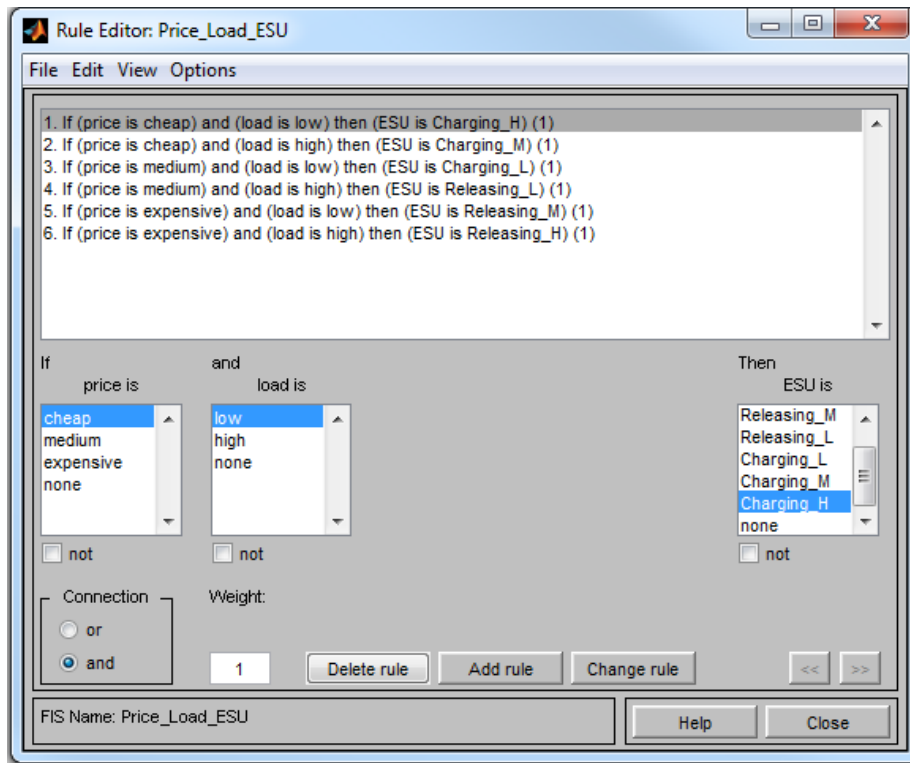 Rule Editor: Price_Load_ESU
File Edit View Options
1. If (price is cheap) and (load is low) then (ESU is Charging_H) (1)
2. If (price is cheap) and (load is high) then (ESU is Charging_M) (1)
3. If (price is medium) and (load is low) then (ESU is Charging_L) (1)
4. If (price is medium) and (load is high) then (ESU is Releasing_L) (1)
5. If (price is expensive) and (load is low) then (ESU is Releasing_M) (1)
6. If (price is expensive) and (load is high) then (ESU is Releasing_H) (1)
If and Then
price is load is ESU is
cheap low Releasing_M
medium high Releasing_L
expensive none Charging_L
none Charging_M
Charging_H
none
not not not
Connection Weight:
or
and 1 Delete rule Add rule Change rule << >>
FIS Name: Price_Load_ESU Help Close